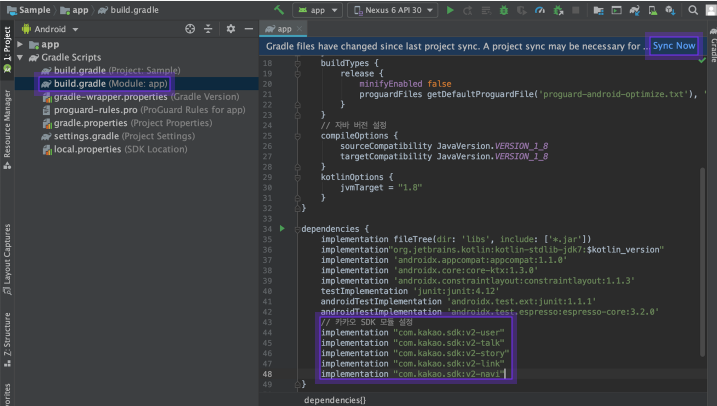 Sample › app › build.gradle
app
Nexus 6 API 30
Android
app
Gradle Scripts
build.gradle (Project: Sample)
build.gradle (Module: app)
gradle-wrapper.properties (Gradle Version)
proguard-rules.pro (ProGuard Rules for app)
gradle.properties (Project Properties)
settings.gradle (Project Settings)
local.properties (SDK Location)
1: Project
Resource Manager
Layout Captures
Z: Structure
app
Gradle files have changed since last project sync. A project sync may be necessary for ...
Sync Now
Gradle
18 buildTypes {
19 release {
20 minifyEnabled false
21 proguardFiles getDefaultProguardFile('proguard-android-optimize.txt'), '
22 }
23 }
24 // 자바 버전 설정
25 compileOptions {
26 sourceCompatibility JavaVersion.VERSION_1_8
27 targetCompatibility JavaVersion.VERSION_1_8
28 }
29 kotlinOptions {
30 jvmTarget = "1.8"
31 }
32 }
33
34 dependencies {
35 implementation fileTree(dir: 'libs', include: ['*.jar'])
36 implementation"org.jetbrains.kotlin:kotlin-stdlib-jdk7:$kotlin_version"
37 implementation 'androidx.appcompat:appcompat:1.1.0'
38 implementation 'androidx.core:core-ktx:1.3.0'
39 implementation 'androidx.constraintlayout:constraintlayout:1.1.3'
40 testImplementation 'junit:junit:4.12'
41 androidTestImplementation 'androidx.test.ext:junit:1.1.1'
42 androidTestImplementation 'androidx.test.espresso:espresso-core:3.2.0'
43 // 카카오 SDK 모듈 설정
44 implementation "com.kakao.sdk:v2-user"
45 implementation "com.kakao.sdk:v2-talk"
46 implementation "com.kakao.sdk:v2-story"
47 implementation "com.kakao.sdk:v2-link"
48 implementation "com.kakao.sdk:v2-navi"
49 }
dependencies{}